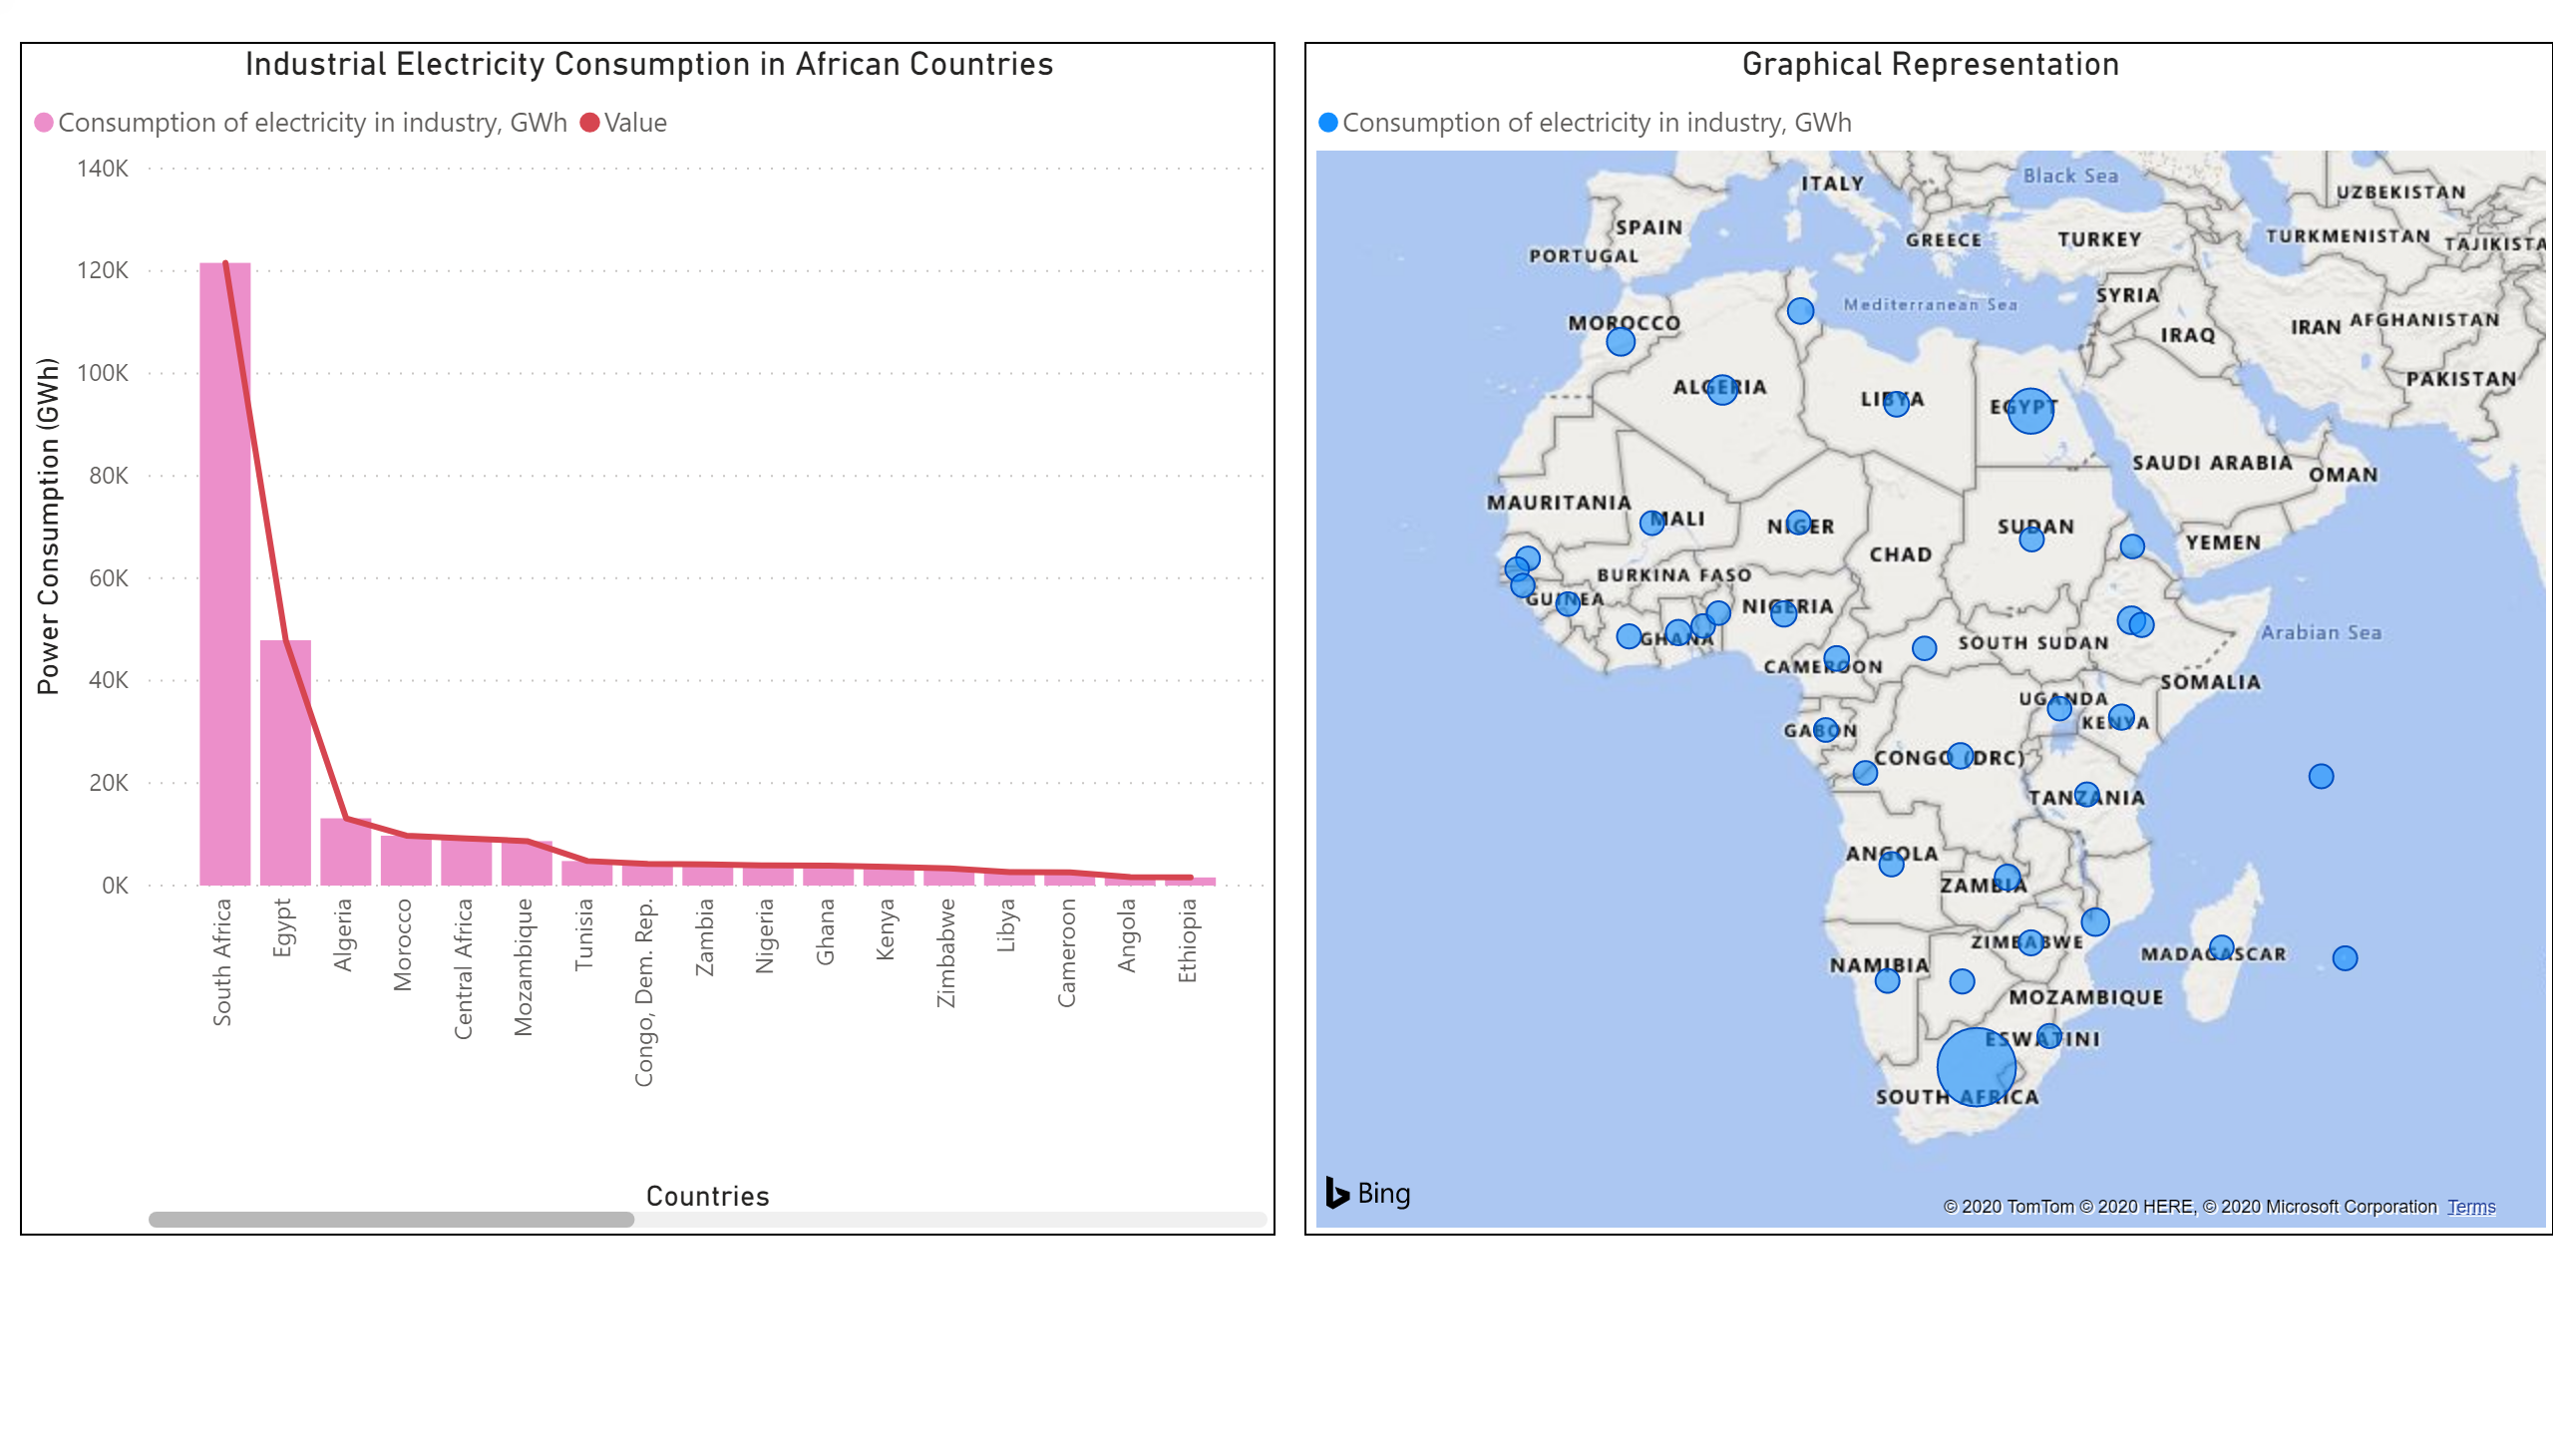 Industrial Electricity Consumption in African Countries
Consumption of electricity in industry, GWh Value
Power Consumption (GWh)
140K
120K
100K
80K
60K
40K
20K
0K
South Africa
Egypt
Algeria
Morocco
Central Africa
Mozambique
Tunisia
Congo, Dem. Rep.
Zambia
Nigeria
Ghana
Kenya
Zimbabwe
Libya
Cameroon
Angola
Ethiopia
Countries
Graphical Representation
Consumption of electricity in industry, GWh
Black Sea
ITALY
UZBEKISTAN
SPAIN
GREECE
TURKEY
TURKMENISTAN
TAJIKISTA
PORTUGAL
SYRIA
Mediterranean Sea
MOROCCO
IRAQ
IRAN
AFGHANISTAN
ALGERIA
LIBYA
EGYPT
PAKISTAN
SAUDI ARABIA
OMAN
MAURITANIA
MALI
NIGER
SUDAN
YEMEN
CHAD
BURKINA FASO
GUINEA
NIGERIA
GHANA
SOUTH SUDAN
Arabian Sea
CAMEROON
SOMALIA
UGANDA
KENYA
GABON
CONGO (DRC)
TANZANIA
ANGOLA
ZAMBIA
ZIMBABWE
MADAGASCAR
NAMIBIA
MOZAMBIQUE
ESWATINI
SOUTH AFRICA
Bing
© 2020 TomTom © 2020 HERE, © 2020 Microsoft Corporation Terms